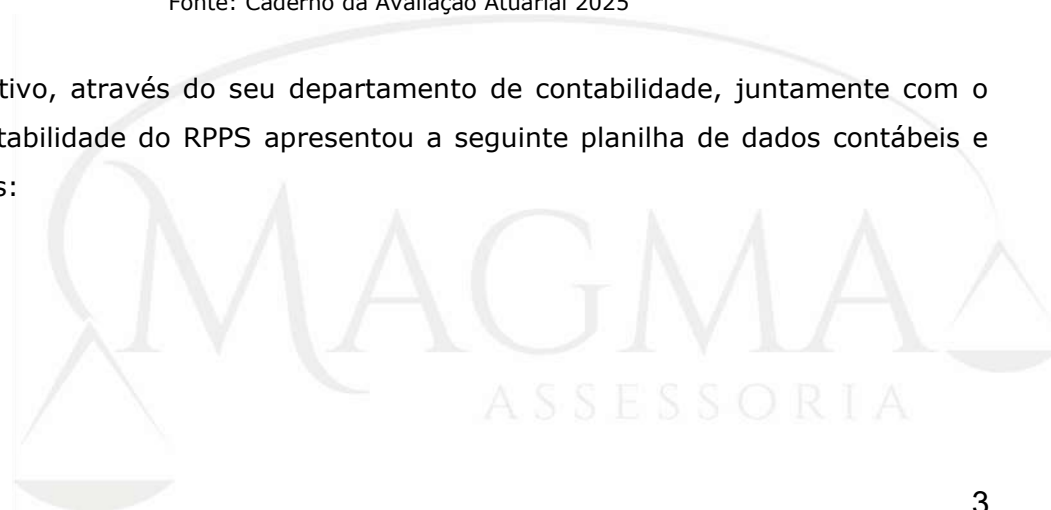 Fonte: Caderno da Avaliação Atuarial 2025
tivo, através do seu departamento de contabilidade, juntamente com o
tabilidade do RPPS apresentou a seguinte planilha de dados contábeis e
s:
MAGMA
ASSESSORIA
3